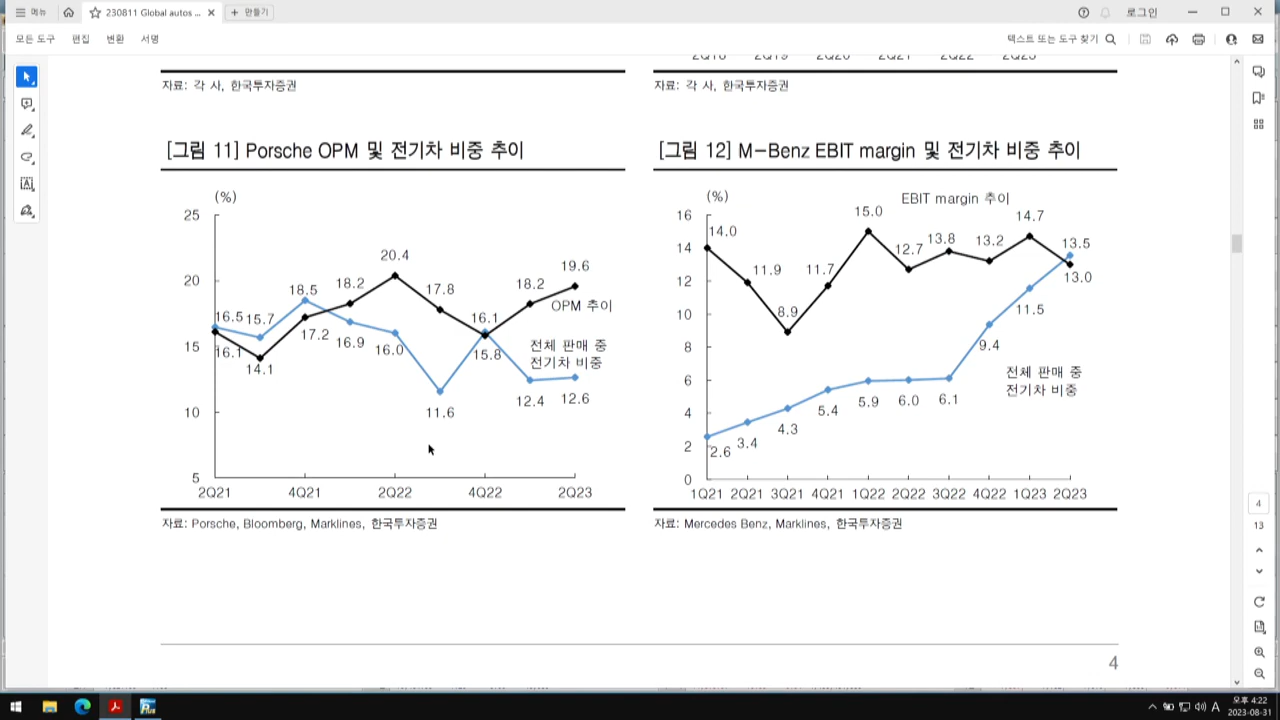 메뉴
230811 Global autos ...
+ 만들기
로그인
모든 도구
편집
변환
서명
텍스트 또는 도구 찾기
2Q18 2Q19 2Q20 2Q21 2Q22 2Q23
자료: 각 사, 한국투자증권
자료: 각 사, 한국투자증권
[그림 11] Porsche OPM 및 전기차 비중 추이
(%)
25
20
15
10
5
20.4
19.6
18.5
18.2
17.8
18.2
16.5
15.7
16.1
OPM 추이
16.1
14.1
17.2
16.9
16.0
15.8
전체 판매 중
전기차 비중
11.6
12.4
12.6
2Q21 4Q21 2Q22 4Q22 2Q23
자료: Porsche, Bloomberg, Marklines, 한국투자증권
[그림 12] M-Benz EBIT margin 및 전기차 비중 추이
(%)
EBIT margin 추이
16
14
12
10
8
6
4
2
0
14.0
11.9
8.9
11.7
15.0
12.7
13.8
13.2
14.7
13.5
13.0
11.5
9.4
전체 판매 중
전기차 비중
2.6
3.4
4.3
5.4
5.9
6.0
6.1
1Q21 2Q21 3Q21 4Q21 1Q22 2Q22 3Q22 4Q22 1Q23 2Q23
자료: Mercedes Benz, Marklines, 한국투자증권
4
4
13
A
오후 4:22
2023-08-31